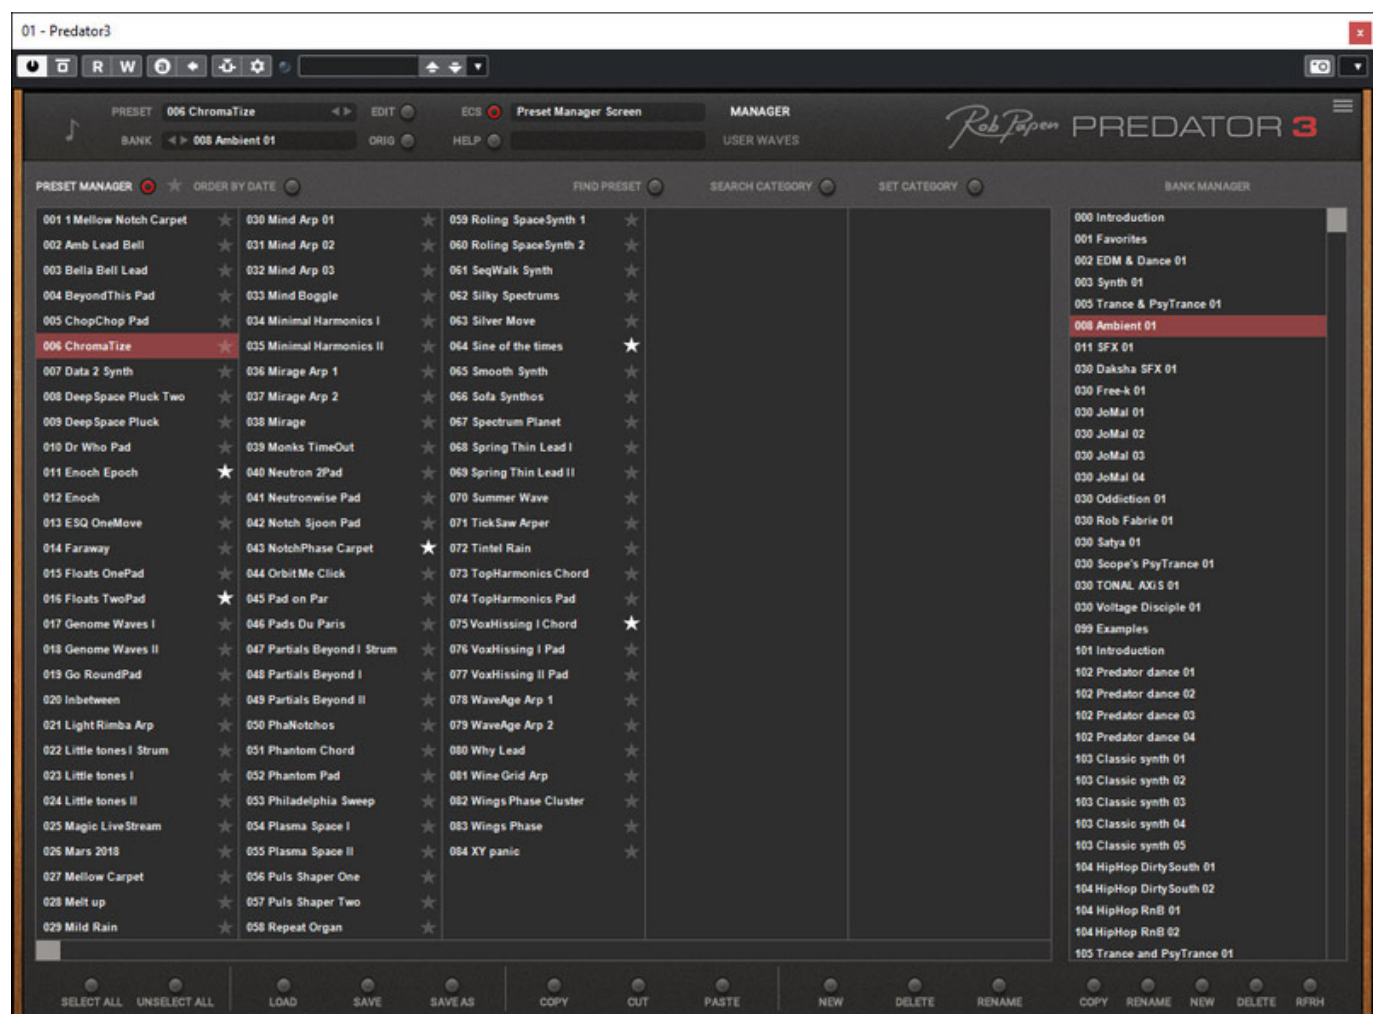 01 - Predator3
R W
PRESET 006 ChromaTize EDIT ECS Preset Manager Screen MANAGER
BANK 008 Ambient 01 ORIG HELP USER WAVES
Rob Papen PREDATOR 3
PRESET MANAGER ORDER BY DATE FIND PRESET SEARCH CATEGORY SET CATEGORY BANK MANAGER
001 1 Mellow Notch Carpet
002 Amb Lead Bell
003 Bella Bell Lead
004 BeyondThis Pad
005 ChopChop Pad
006 ChromaTize
007 Data 2 Synth
008 DeepSpace Pluck Two
009 DeepSpace Pluck
010 Dr Who Pad
011 Enoch Epoch
012 Enoch
013 ESQ OneMove
014 Faraway
015 Floats OnePad
016 Floats TwoPad
017 Genome Waves I
018 Genome Waves II
019 Go RoundPad
020 Inbetween
021 Light Rimba Arp
022 Little tones I Strum
023 Little tones I
024 Little tones II
025 Magic LiveStream
026 Mars 2018
027 Mellow Carpet
028 Melt up
029 Mild Rain
030 Mind Arp 01
031 Mind Arp 02
032 Mind Arp 03
033 Mind Boggle
034 Minimal Harmonics I
035 Minimal Harmonics II
036 Mirage Arp 1
037 Mirage Arp 2
038 Mirage
039 Monks TimeOut
040 Neutron 2Pad
041 Neutronwise Pad
042 Notch Sjoon Pad
043 NotchPhase Carpet
044 Orbit Me Click
045 Pad on Par
046 Pads Du Paris
047 Partials Beyond I Strum
048 Partials Beyond I
049 Partials Beyond II
050 PhaNotchos
051 Phantom Chord
052 Phantom Pad
053 Philadelphia Sweep
054 Plasma Space I
055 Plasma Space II
056 Puls Shaper One
057 Puls Shaper Two
058 Repeat Organ
059 Roling SpaceSynth 1
060 Roling SpaceSynth 2
061 SeqWalk Synth
062 Silky Spectrums
063 Silver Move
064 Sine of the times
065 Smooth Synth
066 Sofa Synthos
067 Spectrum Planet
068 Spring Thin Lead I
069 Spring Thin Lead II
070 Summer Wave
071 TickSaw Arper
072 Tintel Rain
073 TopHarmonics Chord
074 TopHarmonics Pad
075 VoxHissing I Chord
076 VoxHissing I Pad
077 VoxHissing II Pad
078 WaveAge Arp 1
079 WaveAge Arp 2
080 Why Lead
081 Wine Grid Arp
082 Wings Phase Cluster
083 Wings Phase
084 XY panic
000 Introduction
001 Favorites
002 EDM & Dance 01
003 Synth 01
005 Trance & PsyTrance 01
008 Ambient 01
011 SFX 01
030 Daksha SFX 01
030 Free-k 01
030 JoMal 01
030 JoMal 02
030 JoMal 03
030 JoMal 04
030 Oddiction 01
030 Rob Fabrie 01
030 Satya 01
030 Scope's PsyTrance 01
030 TONAL AXiS 01
030 Voltage Disciple 01
099 Examples
101 Introduction
102 Predator dance 01
102 Predator dance 02
102 Predator dance 03
102 Predator dance 04
103 Classic synth 01
103 Classic synth 02
103 Classic synth 03
103 Classic synth 04
103 Classic synth 05
104 HipHop DirtySouth 01
104 HipHop DirtySouth 02
104 HipHop RnB 01
104 HipHop RnB 02
105 Trance and PsyTrance 01
SELECT ALL UNSELECT ALL LOAD SAVE SAVE AS COPY CUT PASTE NEW DELETE RENAME COPY RENAME NEW DELETE RFRH